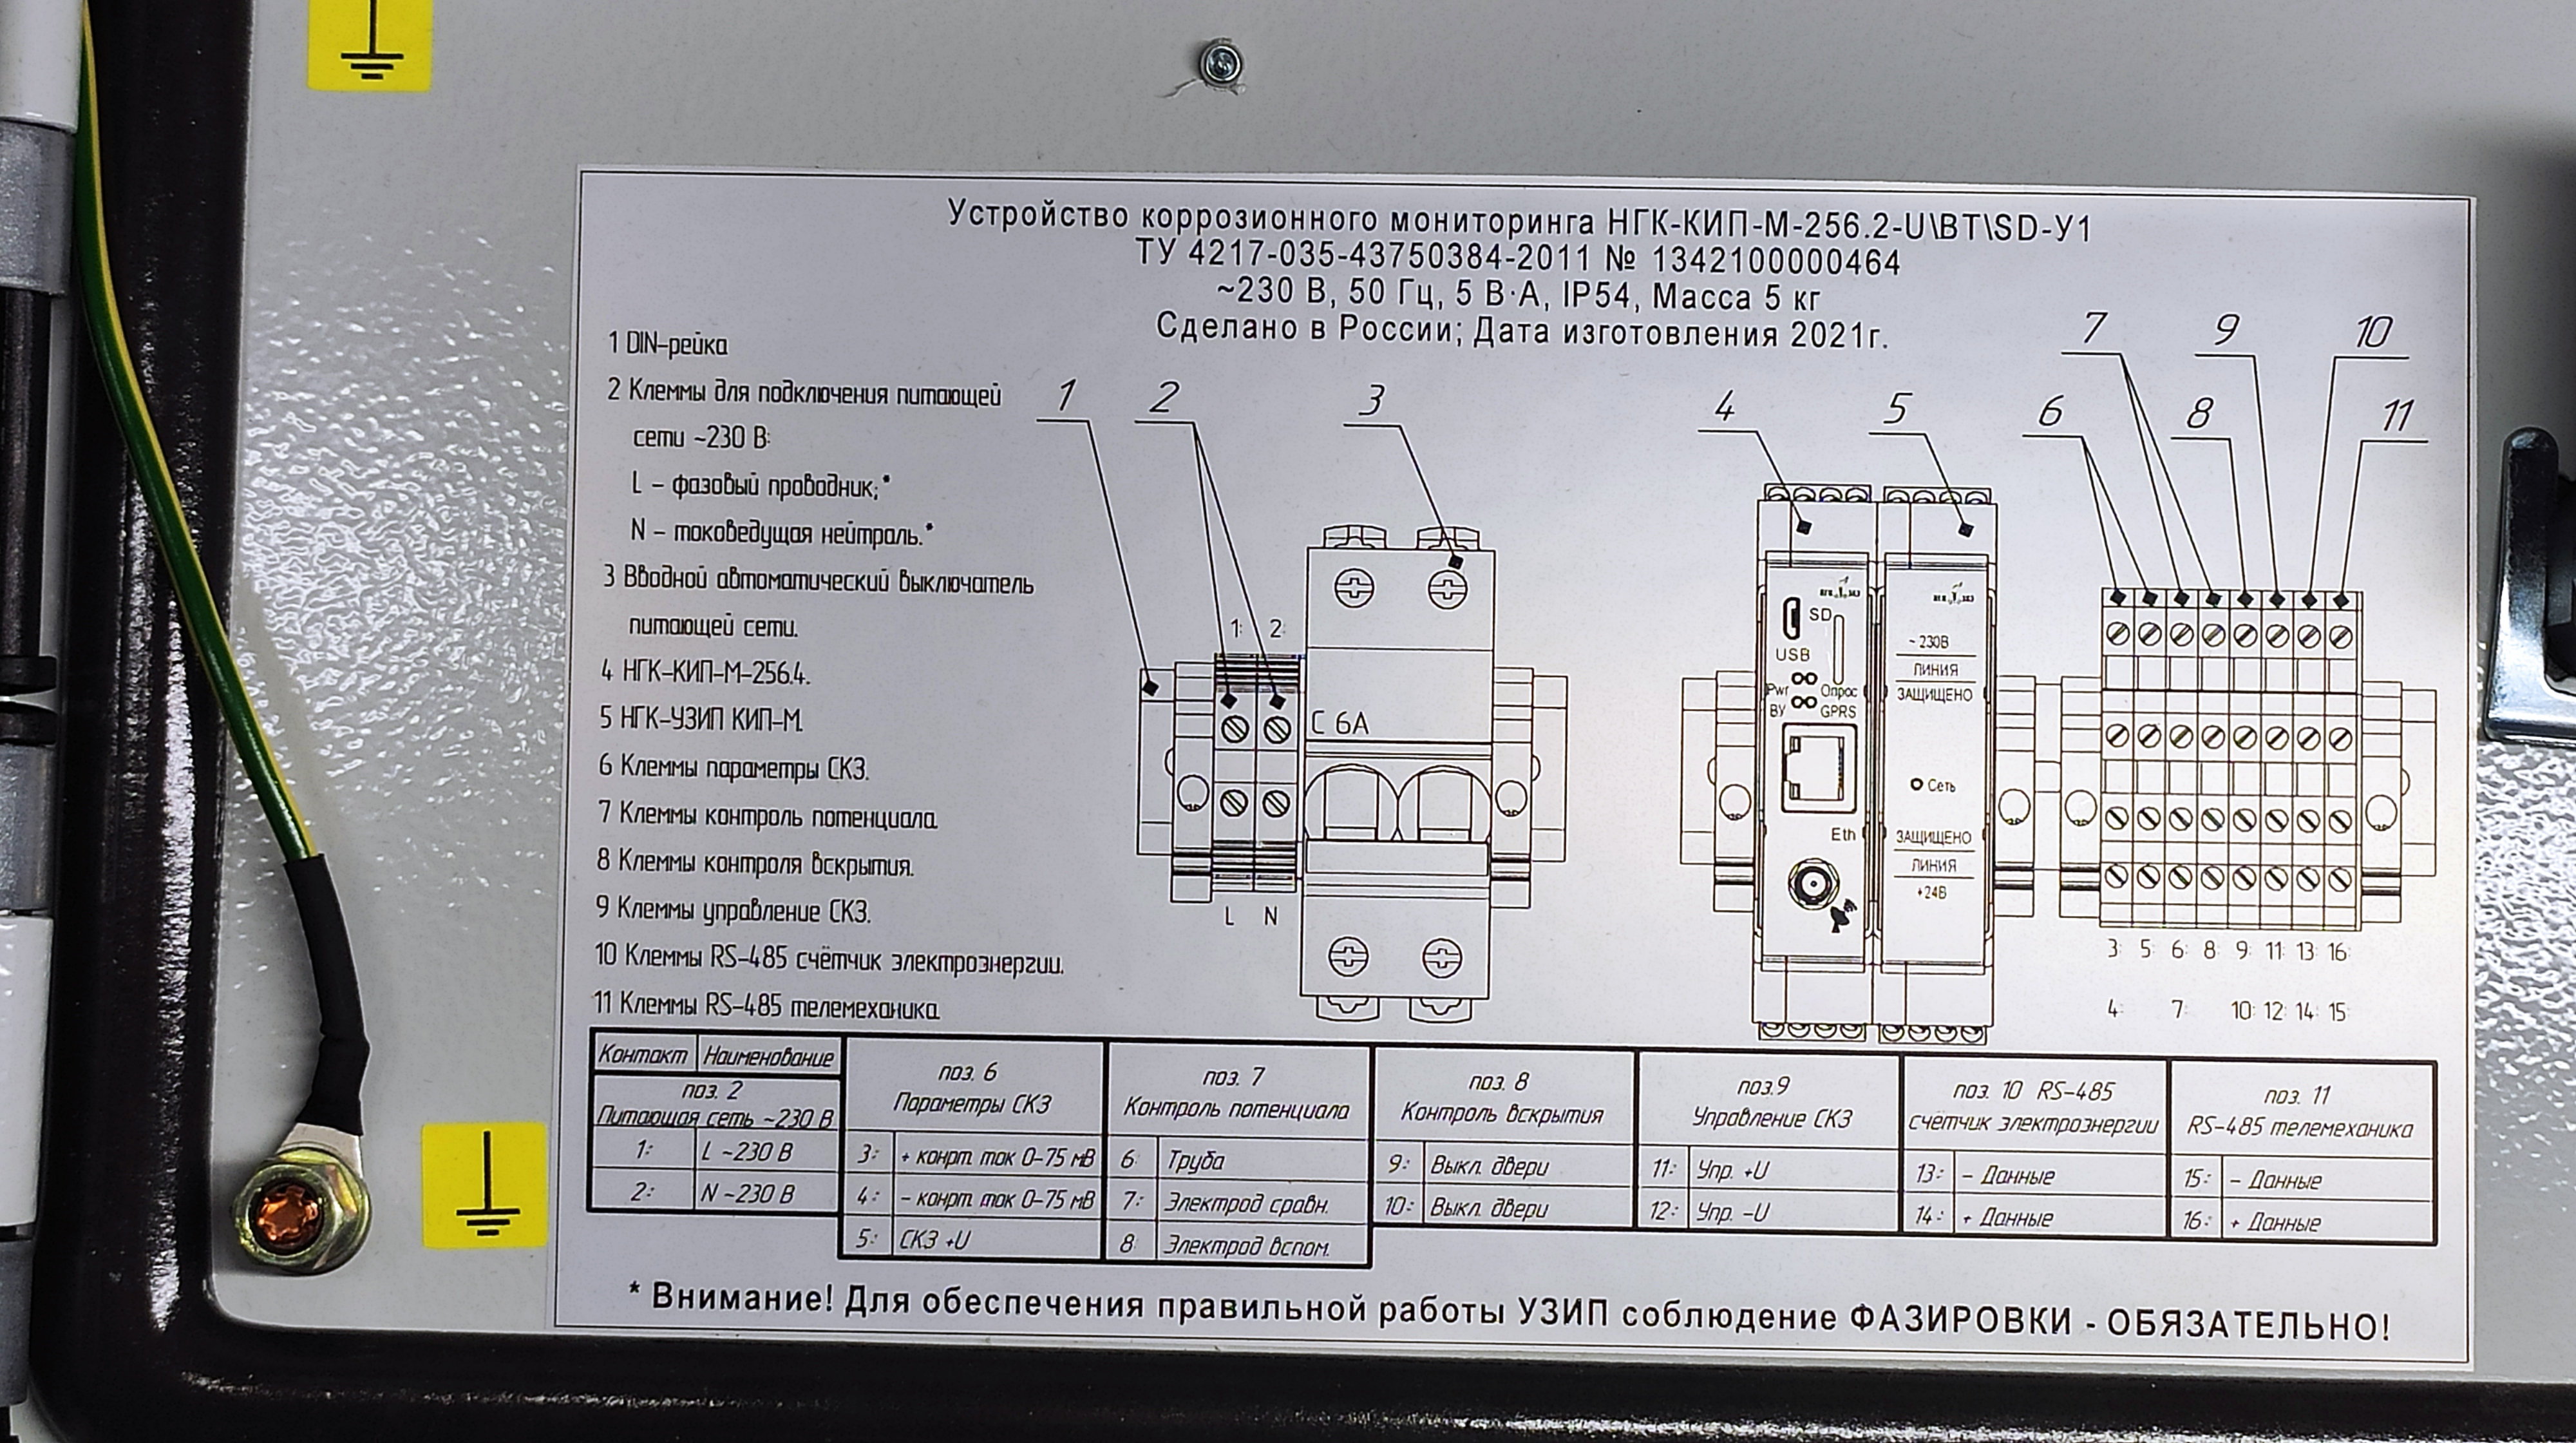 Устройство коррозионного мониторинга НГК-КИП-М-256.2-U\BT\SD-У1
ТУ 4217-035-43750384-2011 № 1342100000464
~230 В, 50 Гц, 5 В·А, IP54, Масса 5 кг
Сделано в России; Дата изготовления 2021г.
1 DIN-рейка
2 Клеммы для подключения питающей
сети ~230 В:
L – фазовый проводник;*
N – токоведущая нейтраль.*
3 Вводной автоматический выключатель
питающей сети.
4 НГК-КИП-М-256.4.
5 НГК-УЗИП КИП-М.
6 Клеммы параметры СКЗ.
7 Клеммы контроль потенциала.
8 Клеммы контроля вскрытия.
9 Клеммы управление СКЗ.
10 Клеммы RS-485 счётчик электроэнергии.
11 Клеммы RS-485 телемеханика.
1 2 3 4 5 6 7 8 9 10 11
1: 2:
C 6A
L N
SD
USB
Pwr Опрос
ВУ GPRS
Eth
~ 230В
ЛИНИЯ
ЗАЩИЩЕНО
Сеть
ЗАЩИЩЕНО
ЛИНИЯ
+24В
3: 5: 6: 8: 9: 11: 13: 16:
4: 7: 10: 12: 14: 15:
Контакт Наименование
поз. 2
Питающая сеть ~230 В
1: L ~230 В
2: N ~230 В
поз. 6
Параметры СКЗ
3: + конрт. ток 0-75 мВ
4: - конрт. ток 0-75 мВ
5: СКЗ +U
поз. 7
Контроль потенциала
6: Труба
7: Электрод сравн.
8: Электрод вспом.
поз. 8
Контроль вскрытия
9: Выкл. двери
10: Выкл. двери
поз.9
Управление СКЗ
11: Упр. +U
12: Упр. -U
поз. 10 RS-485
счётчик электроэнергии
13: - Данные
14: + Данные
поз. 11
RS-485 телемеханика
15: - Данные
16: + Данные
* Внимание! Для обеспечения правильной работы УЗИП соблюдение ФАЗИРОВКИ - ОБЯЗАТЕЛЬНО!